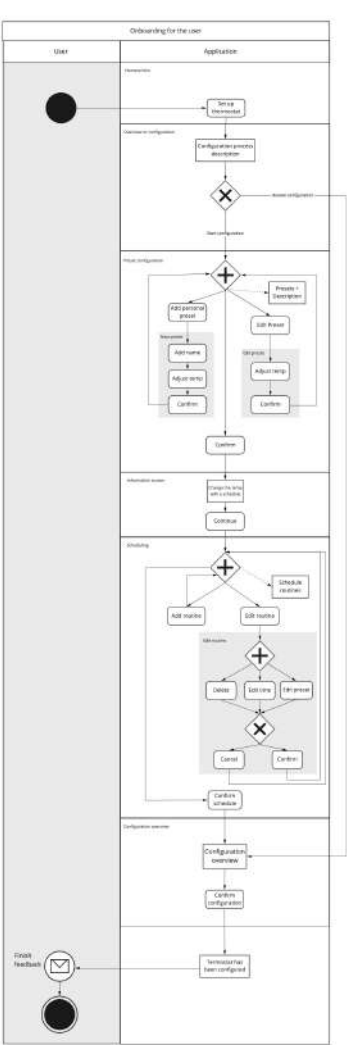 Onboarding for the user
User
Application
Set up
thermostat
Overview or configuration
Configuration process
description
Start configuration
Preset configuration
Presets +
Description
Add personal
preset
Edit Preset
New preset
Edit preset
Add name
Adjust temp
Adjust temp
Confirm
Confirm
Confirm
Information screen
Change the temp
with a schedule
Continue
Scheduling
Schedule
routines
Add routine
Edit routine
Edit routine
Delete
Edit time
Edit preset
Cancel
Confirm
Confirm
schedule
Configuration overview
Configuration
overview
Confirm
configuration
Finish
feedback
Termostat has
been configured